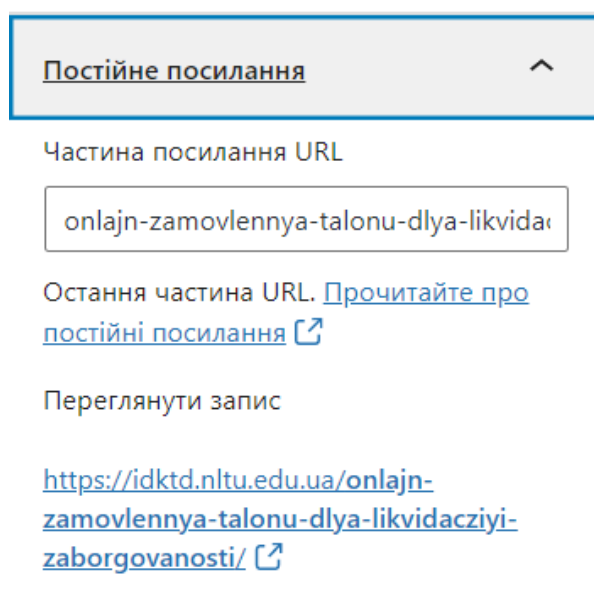 Постійне посилання
Частина посилання URL
onlajn-zamovlennya-talonu-dlya-likvidac
Остання частина URL. Прочитайте про
постійні посилання
Переглянути запис
https://idktd.nltu.edu.ua/onlajn-
zamovlennya-talonu-dlya-likvidacziyi-
zaborgovanosti/